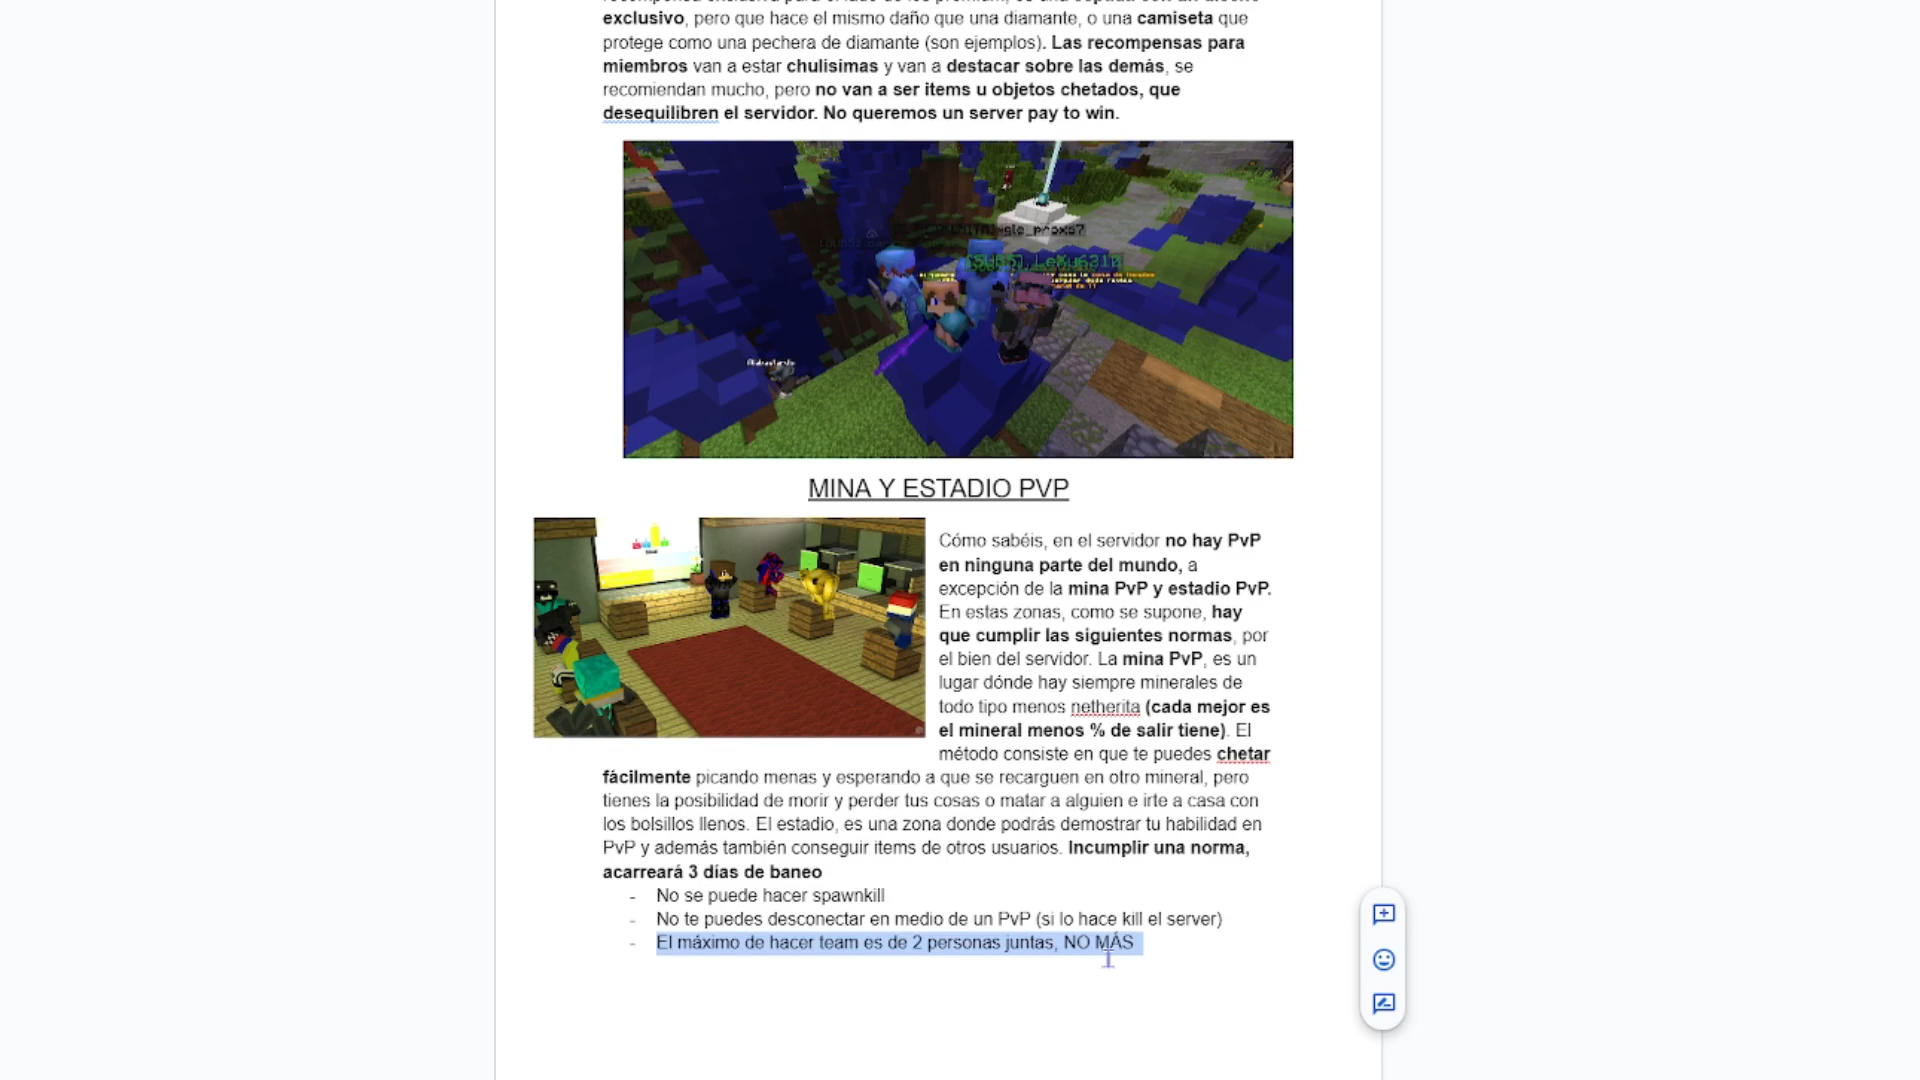 exclusivo, pero que hace el mismo daño que una diamante, o una camiseta que
protege como una pechera de diamante (son ejemplos). Las recompensas para
miembros van a estar chulisimas y van a destacar sobre las demás, se
recomiendan mucho, pero no van a ser items u objetos chetados, que
desequilibren el servidor. No queremos un server pay to win.
MINA Y ESTADIO PVP
Cómo sabéis, en el servidor no hay PvP
en ninguna parte del mundo, a
excepción de la mina PvP y estadio PvP.
En estas zonas, como se supone, hay
que cumplir las siguientes normas, por
el bien del servidor. La mina PvP, es un
lugar dónde hay siempre minerales de
todo tipo menos netherita (cada mejor es
el mineral menos % de salir tiene). El
método consiste en que te puedes chetar
fácilmente picando menas y esperando a que se recarguen en otro mineral, pero
tienes la posibilidad de morir y perder tus cosas o matar a alguien e irte a casa con
los bolsillos llenos. El estadio, es una zona donde podrás demostrar tu habilidad en
PvP y además también conseguir items de otros usuarios. Incumplir una norma,
acarreará 3 días de baneo
- No se puede hacer spawnkill
- No te puedes desconectar en medio de un PvP (si lo hace kill el server)
- El máximo de hacer team es de 2 personas juntas, NO MÁS